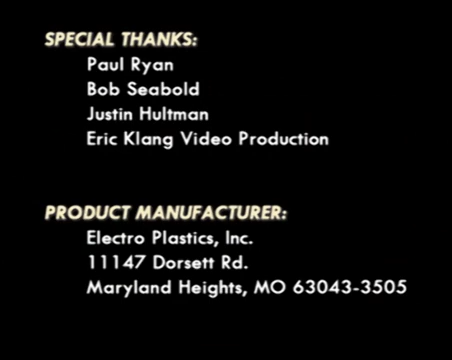 SPECIAL THANKS:
Paul Ryan
Bob Seabold
Justin Hultman
Eric Klang Video Production
PRODUCT MANUFACTURER:
Electro Plastics, Inc.
11147 Dorsett Rd.
Maryland Heights, MO 63043-3505